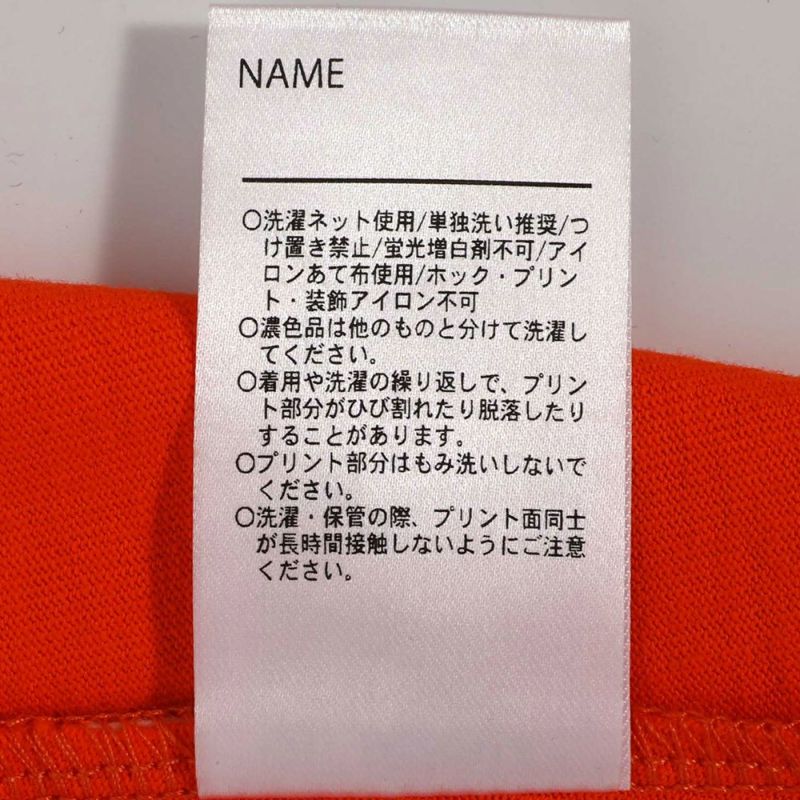 NAME
○洗濯ネット使用/単独洗い推奨/つ
け置き禁止/蛍光増白剤不可/アイ
ロンあて布使用/ホック・プリン
ト・装飾アイロン不可
○濃色品は他のものと分けて洗濯し
てください。
○着用や洗濯の繰り返しで、プリン
ト部分がひび割れたり脱落したり
することがあります。
○プリント部分はもみ洗いしないで
ください。
○洗濯・保管の際、プリント面同士
が長時間接触しないようにご注意
ください。